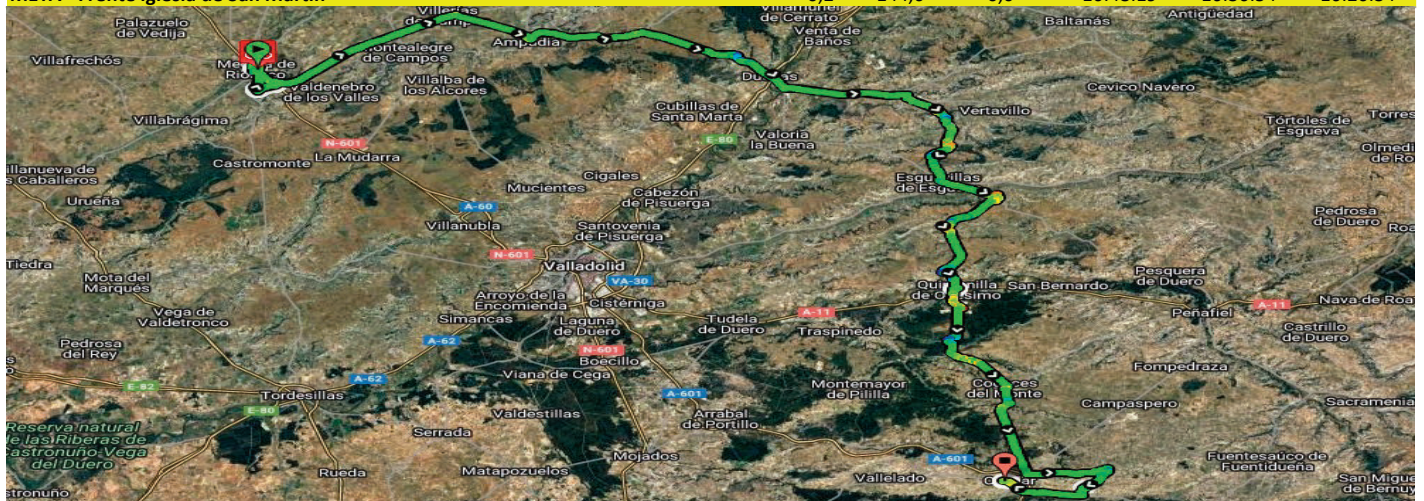 Palazuelo
de Vedija
Baltanás
Antigüedad
de Cerrato
Venta de
Baños
Villafrechós
Ampudia
Montealegre
de Campos
Valdenebro
de los Valles
Villalba de
los Alcores
Cubillas de
Santa Marta
Vertavillo
Cevico Navero
Villabrágima
E-80
Valoria
la Buena
Tórtoles de
Esgueva
N-601
La Mudarra
Castromonte
Cigales
Mucientes
Cabezón
de Pisuerga
Urueña
A-60
Villanubla
Santovenia
de Pisuerga
Pedrosa
de Duero
N-601
Tiedra
Mota del
Marqués
Valladolid
VA-30
Arroyo de la
Encomienda
Cistérniga
Simancas
Laguna
de Duero
Tudela
de Duero
A-11
Traspinedo
San Bernardo
Pesquera
de Duero
Peñafiel
A-11
Nava de Roa
Castrillo
de Duero
Vega de
Valdetronco
A-62
N-601
Boecillo
Viana de Cega
Pedrosa
del Rey
E-82
A-62
Tordesillas
E-80
A-601
Montemayor
de Pililla
Fompedraza
Campaspero
Sacramenia
Valdestillas
Arrabal
de Portillo
Reserva natural
de las Riberas de
Castronuño-Vega
del Duero
Serrada
Rueda
Matapozuelos
Mojados
A-601
Vallelado
Fuentesaúco de
Fuentidueña
San Migue
de Bernuy